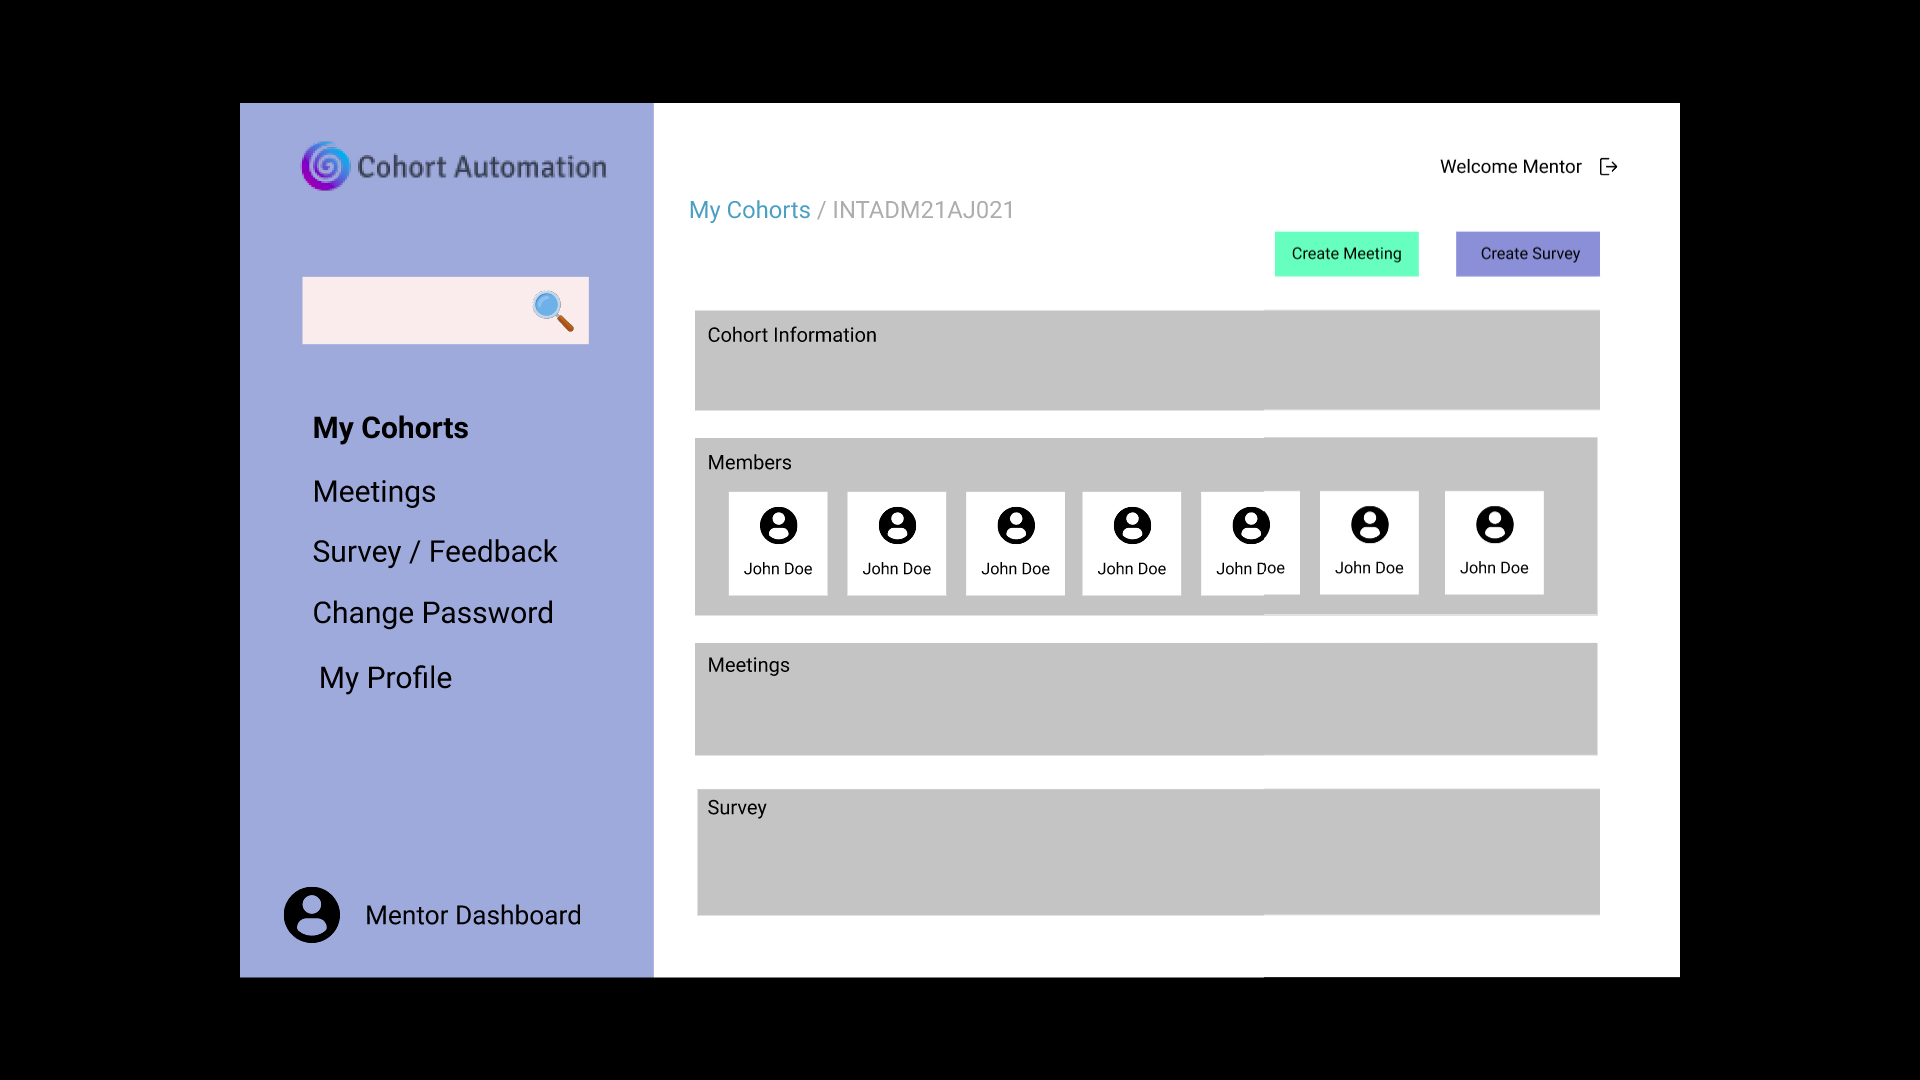 Cohort Automation
My Cohorts
Meetings
Survey / Feedback
Change Password
My Profile
Mentor Dashboard
Welcome Mentor
My Cohorts / INTADM21AJ021
Create Meeting
Create Survey
Cohort Information
Members
John Doe
John Doe
John Doe
John Doe
John Doe
John Doe
John Doe
Meetings
Survey